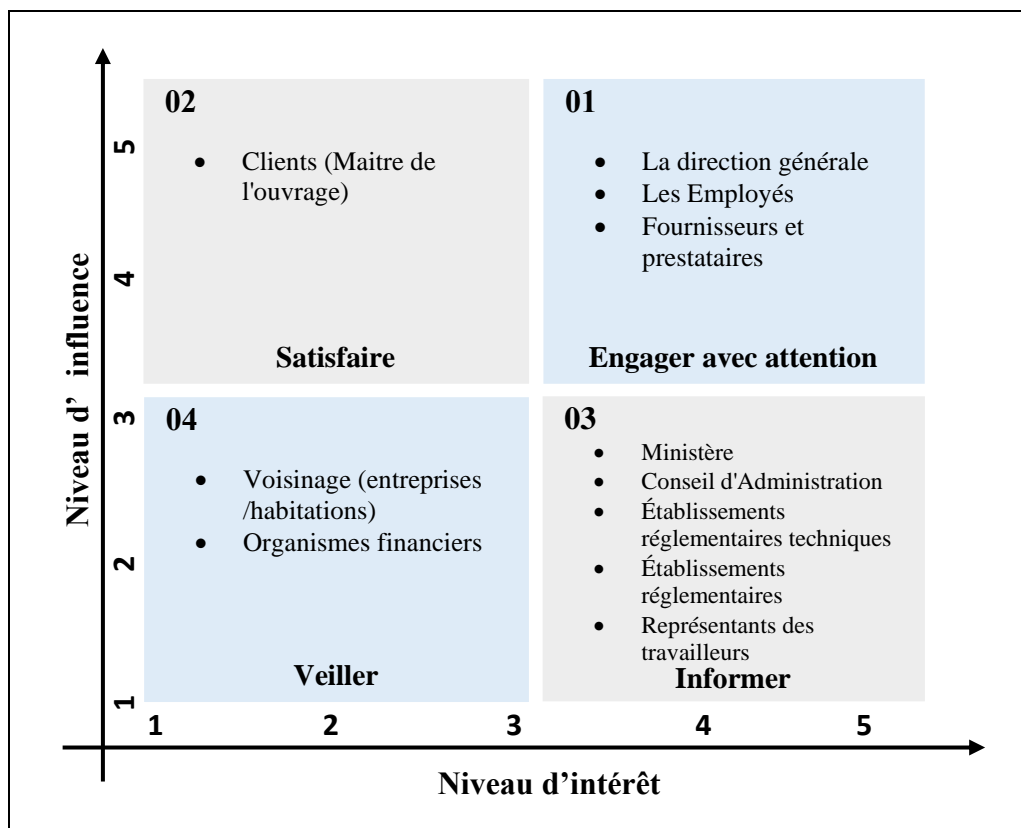 02
• Clients (Maitre de
l'ouvrage)
Satisfaire
01
• La direction générale
• Les Employés
• Fournisseurs et
prestataires
Engager avec attention
04
• Voisinage (entreprises
/habitations)
• Organismes financiers
Veiller
03
• Ministère
• Conseil d'Administration
• Établissements
réglementaires techniques
• Établissements
réglementaires
• Représentants des
travailleurs
Informer
Niveau d’ influence
5
4
3
2
1
1 2 3 4 5
Niveau d’intérêt